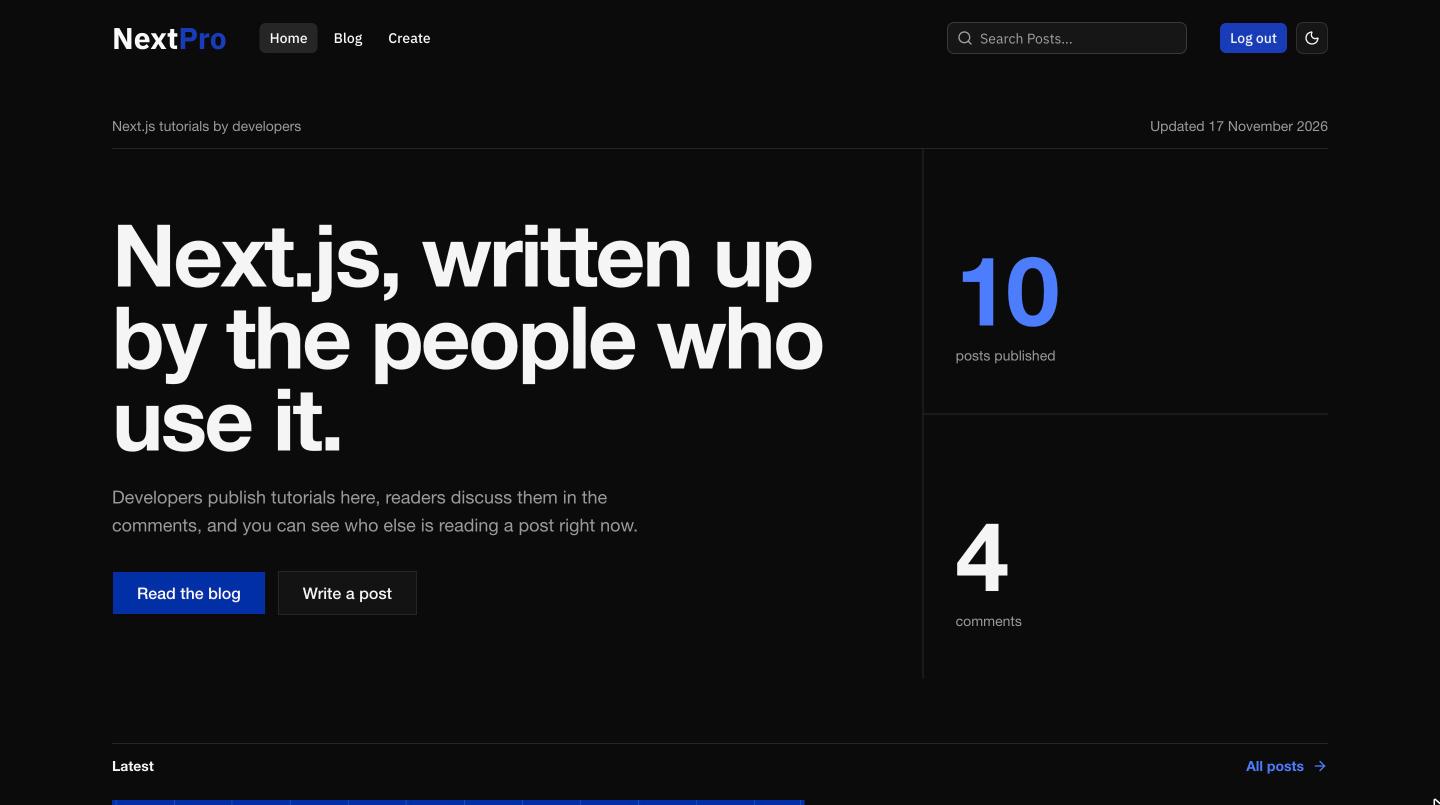 NextPro
Home
Blog
Create
Search Posts...
Log out
Next.js tutorials by developers
Updated 17 November 2026
Next.js, written up
by the people who
use it.
10
posts published
Developers publish tutorials here, readers discuss them in the
comments, and you can see who else is reading a post right now.
Read the blog
Write a post
4
comments
Latest
All posts